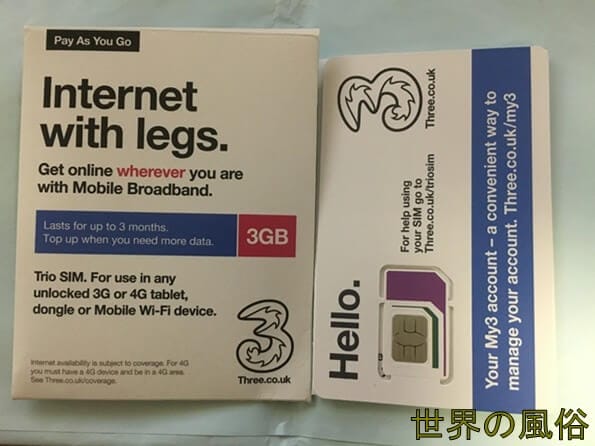 Pay As You Go
Internet
with legs.
Get online wherever you are
with Mobile Broadband.
Lasts for up to 3 months.
Top up when you need more data.
3GB
Trio SIM. For use in any
unlocked 3G or 4G tablet,
dongle or Mobile Wi-Fi device.
Internet availability is subject to coverage. For 4G
you must have a 4G device and be in a 4G area.
See Three.co.uk/coverage.
3
Three.co.uk
3
Three.co.uk
Hello.
For help using
your SIM go to
Three.co.uk/triosim
Your My3 account – a convenient way to
manage your account. Three.co.uk/my3
世界の風俗